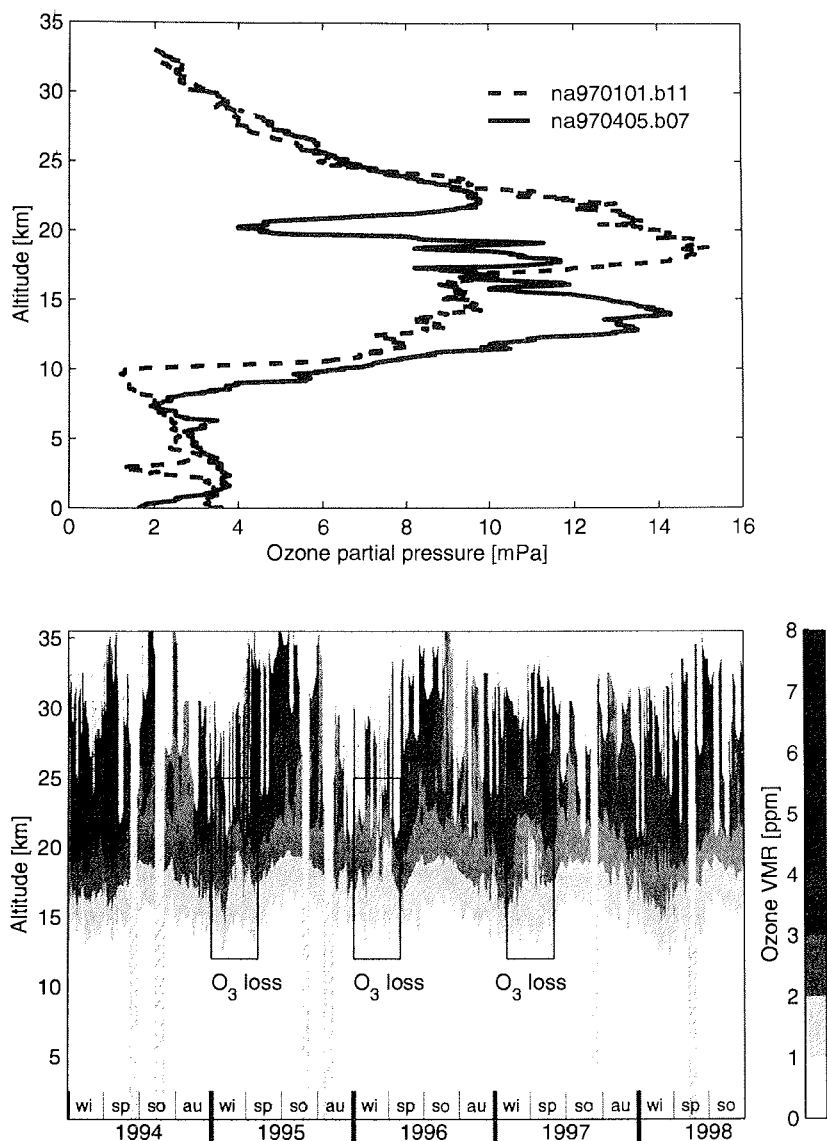 35
30
25
20
15
10
5
0
Altitude [km]
na970101.b11
na970405.b07
0 2 4 6 8 10 12 14 16
Ozone partial pressure [mPa]
35
30
25
20
15
10
5
Altitude [km]
O3 loss O3 loss O3 loss
wi sp so au wi sp so au wi sp so au wi sp so au wi sp so
1994 1995 1996 1997 1998
8
7
6
5
4
3
2
1
0
Ozone VMR [ppm]